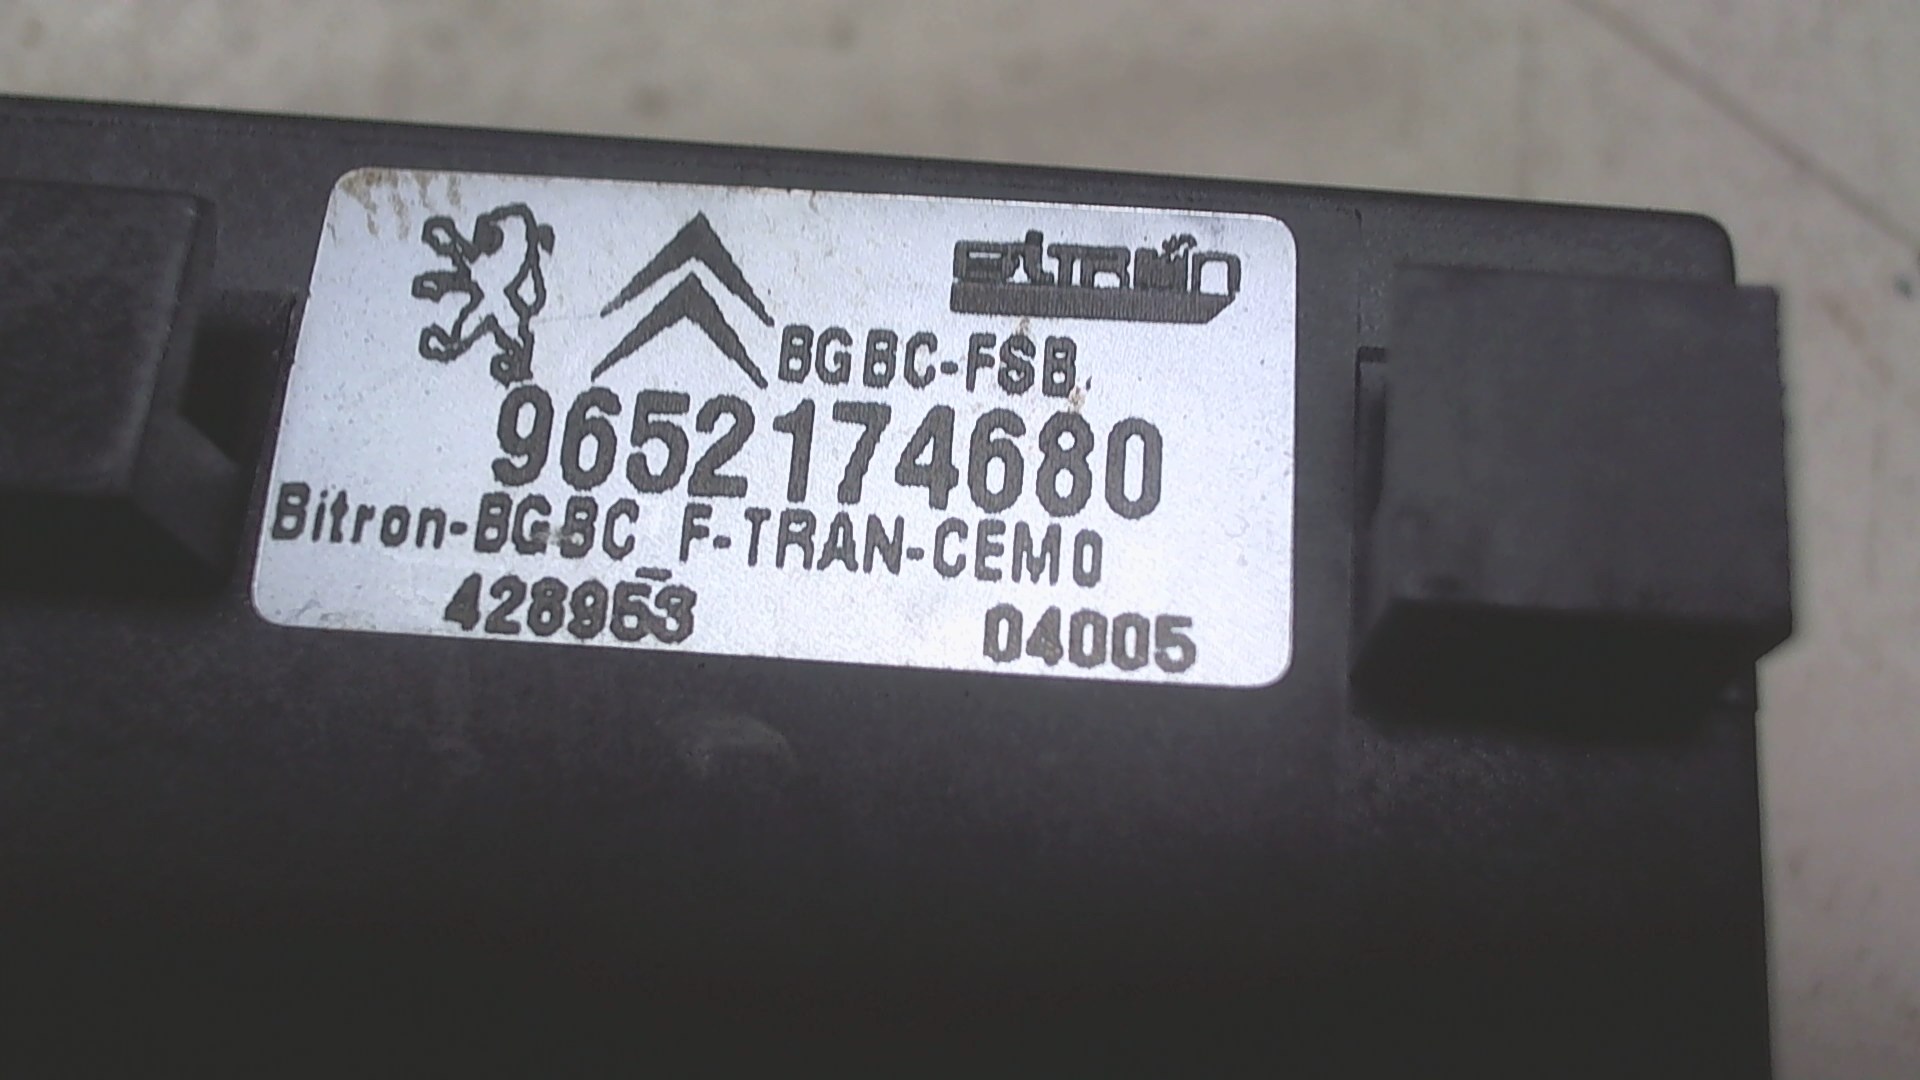 BGBC-FSB
9652174680
Bitron-BGBC_F-TRAN-CEM0
428953 04005